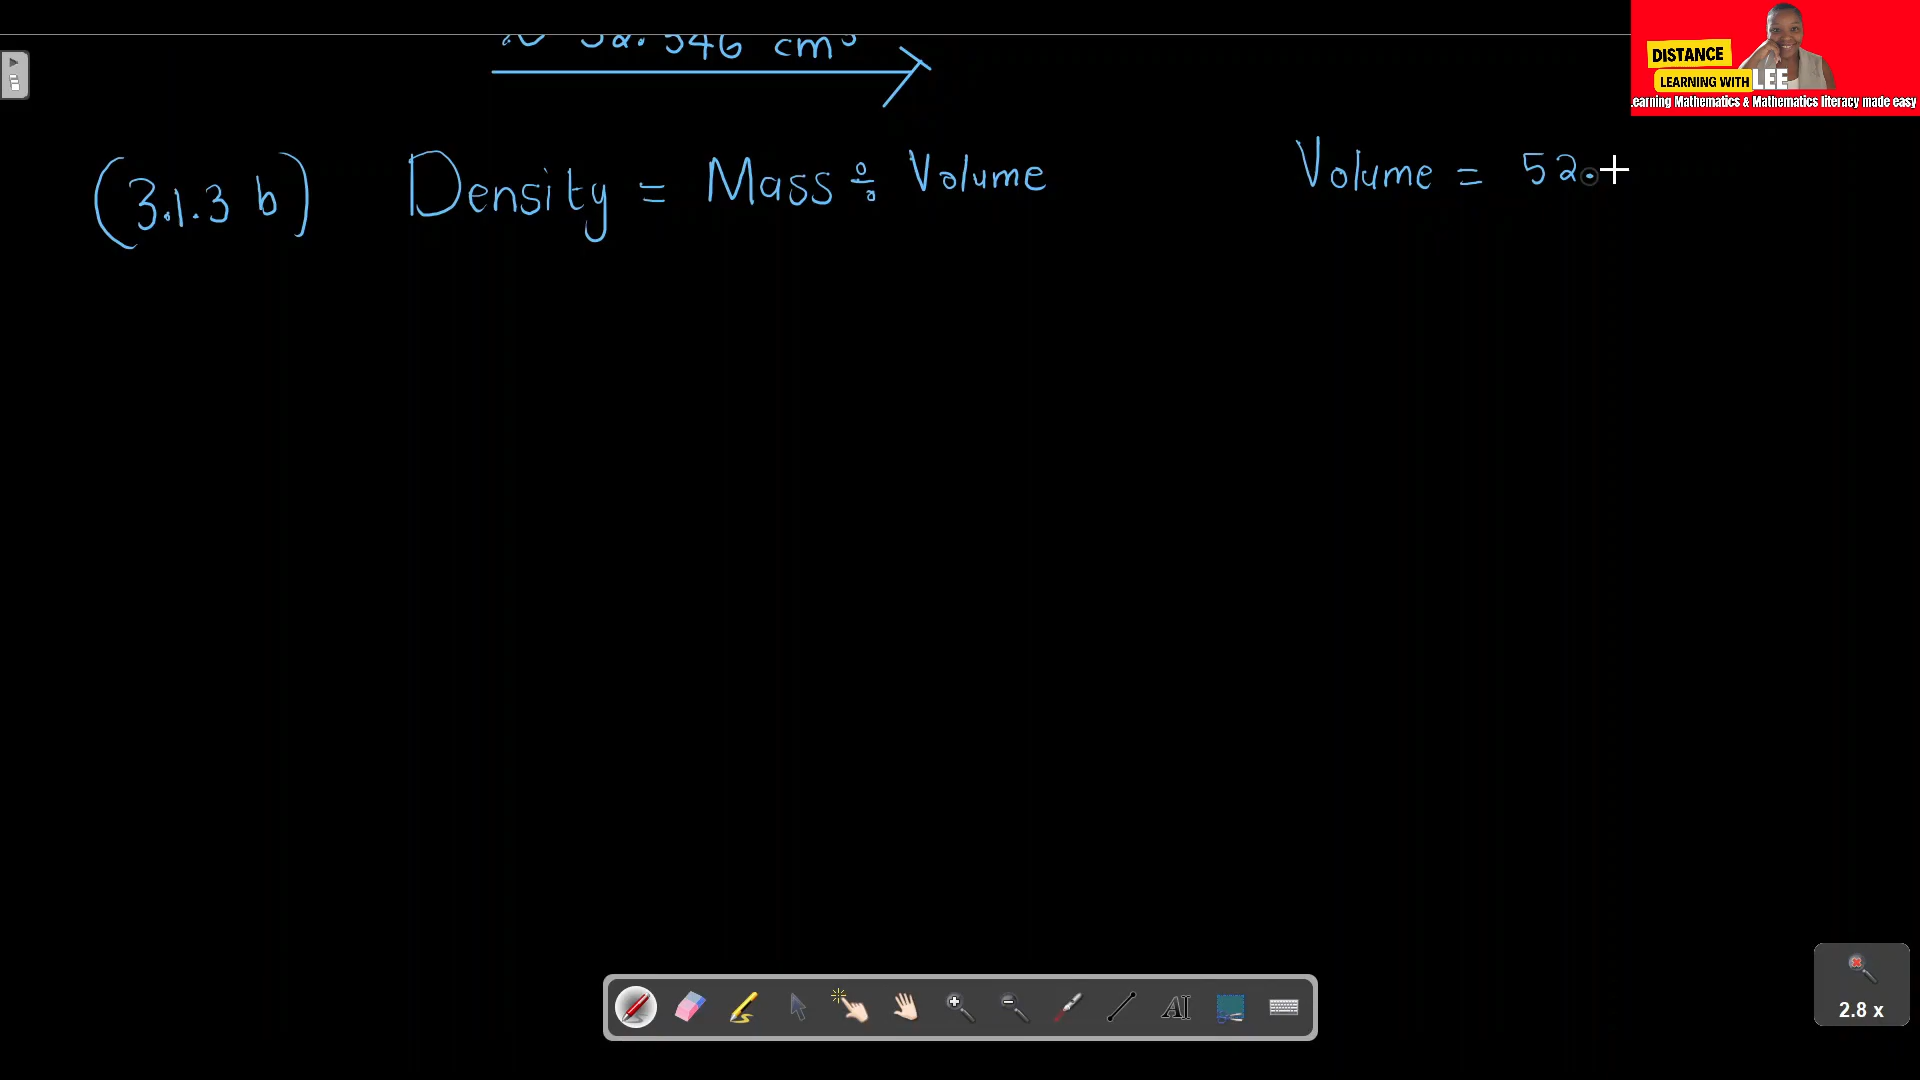 52.546 cm³
(3.1.3 b) Density = Mass ÷ Volume
Volume = 52.
DISTANCE
LEARNING WITH LEE
Learning Mathematics & Mathematics literacy made easy
AI
2.8 x